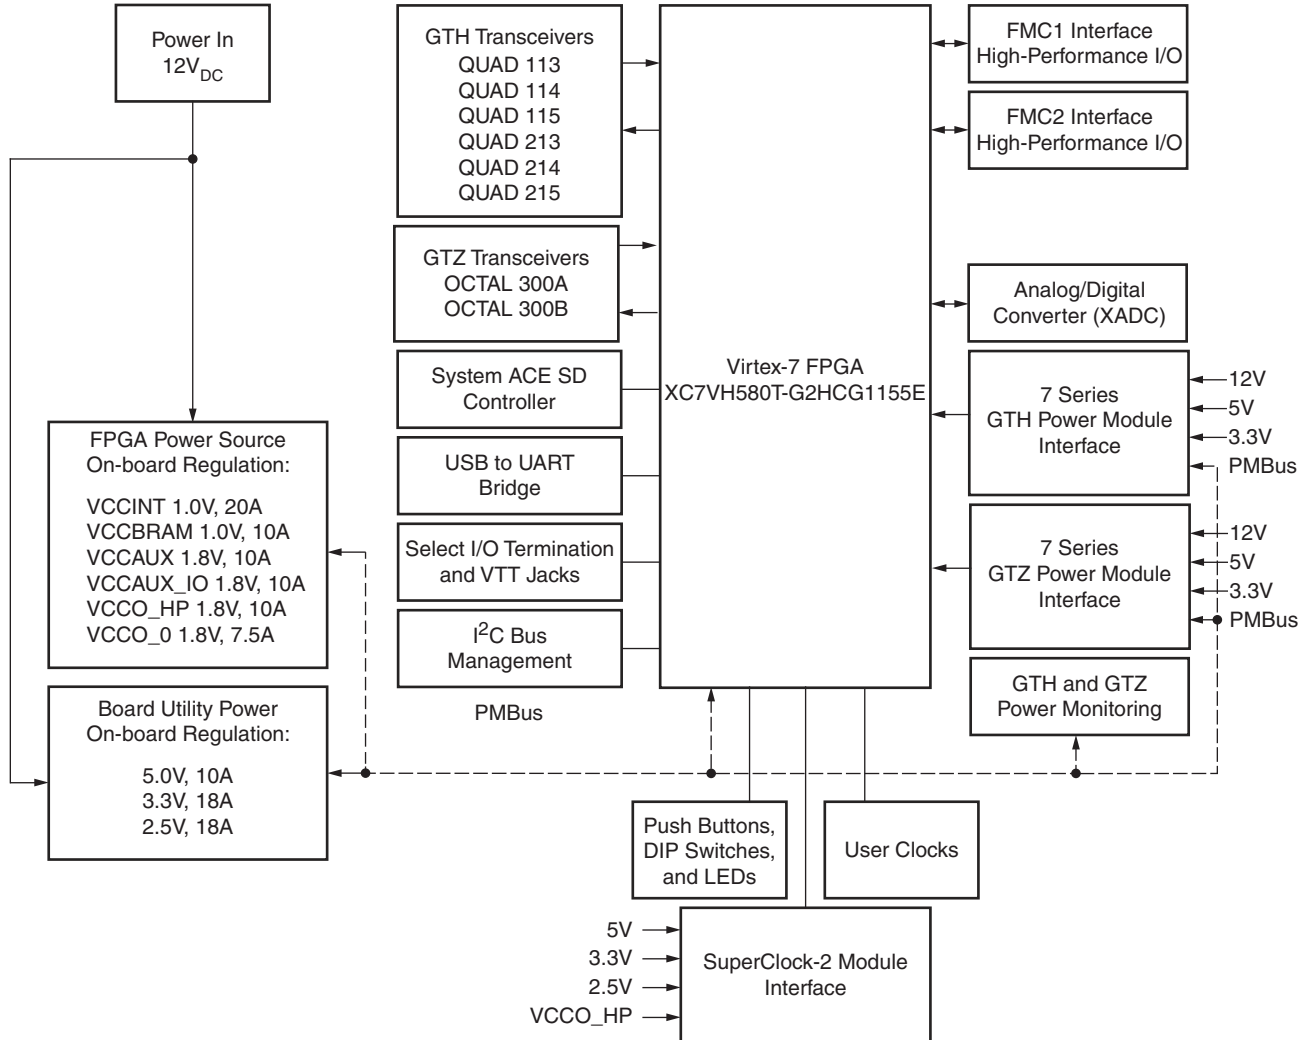 Power In
12VDC
GTH Transceivers
QUAD 113
QUAD 114
QUAD 115
QUAD 213
QUAD 214
QUAD 215
GTZ Transceivers
OCTAL 300A
OCTAL 300B
System ACE SD
Controller
USB to UART
Bridge
Select I/O Termination
and VTT Jacks
I2C Bus
Management
PMBus
FPGA Power Source
On-board Regulation:
VCCINT 1.0V, 20A
VCCBRAM 1.0V, 10A
VCCAUX 1.8V, 10A
VCCAUX_IO 1.8V, 10A
VCCO_HP 1.8V, 10A
VCCO_0 1.8V, 7.5A
Board Utility Power
On-board Regulation:
5.0V, 10A
3.3V, 18A
2.5V, 18A
Virtex-7 FPGA
XC7VH580T-G2HCG1155E
FMC1 Interface
High-Performance I/O
FMC2 Interface
High-Performance I/O
Analog/Digital
Converter (XADC)
7 Series
GTH Power Module
Interface
12V
5V
3.3V
PMBus
7 Series
GTZ Power Module
Interface
12V
5V
3.3V
PMBus
GTH and GTZ
Power Monitoring
Push Buttons,
DIP Switches,
and LEDs
User Clocks
5V
3.3V
2.5V
VCCO_HP
SuperClock-2 Module
Interface